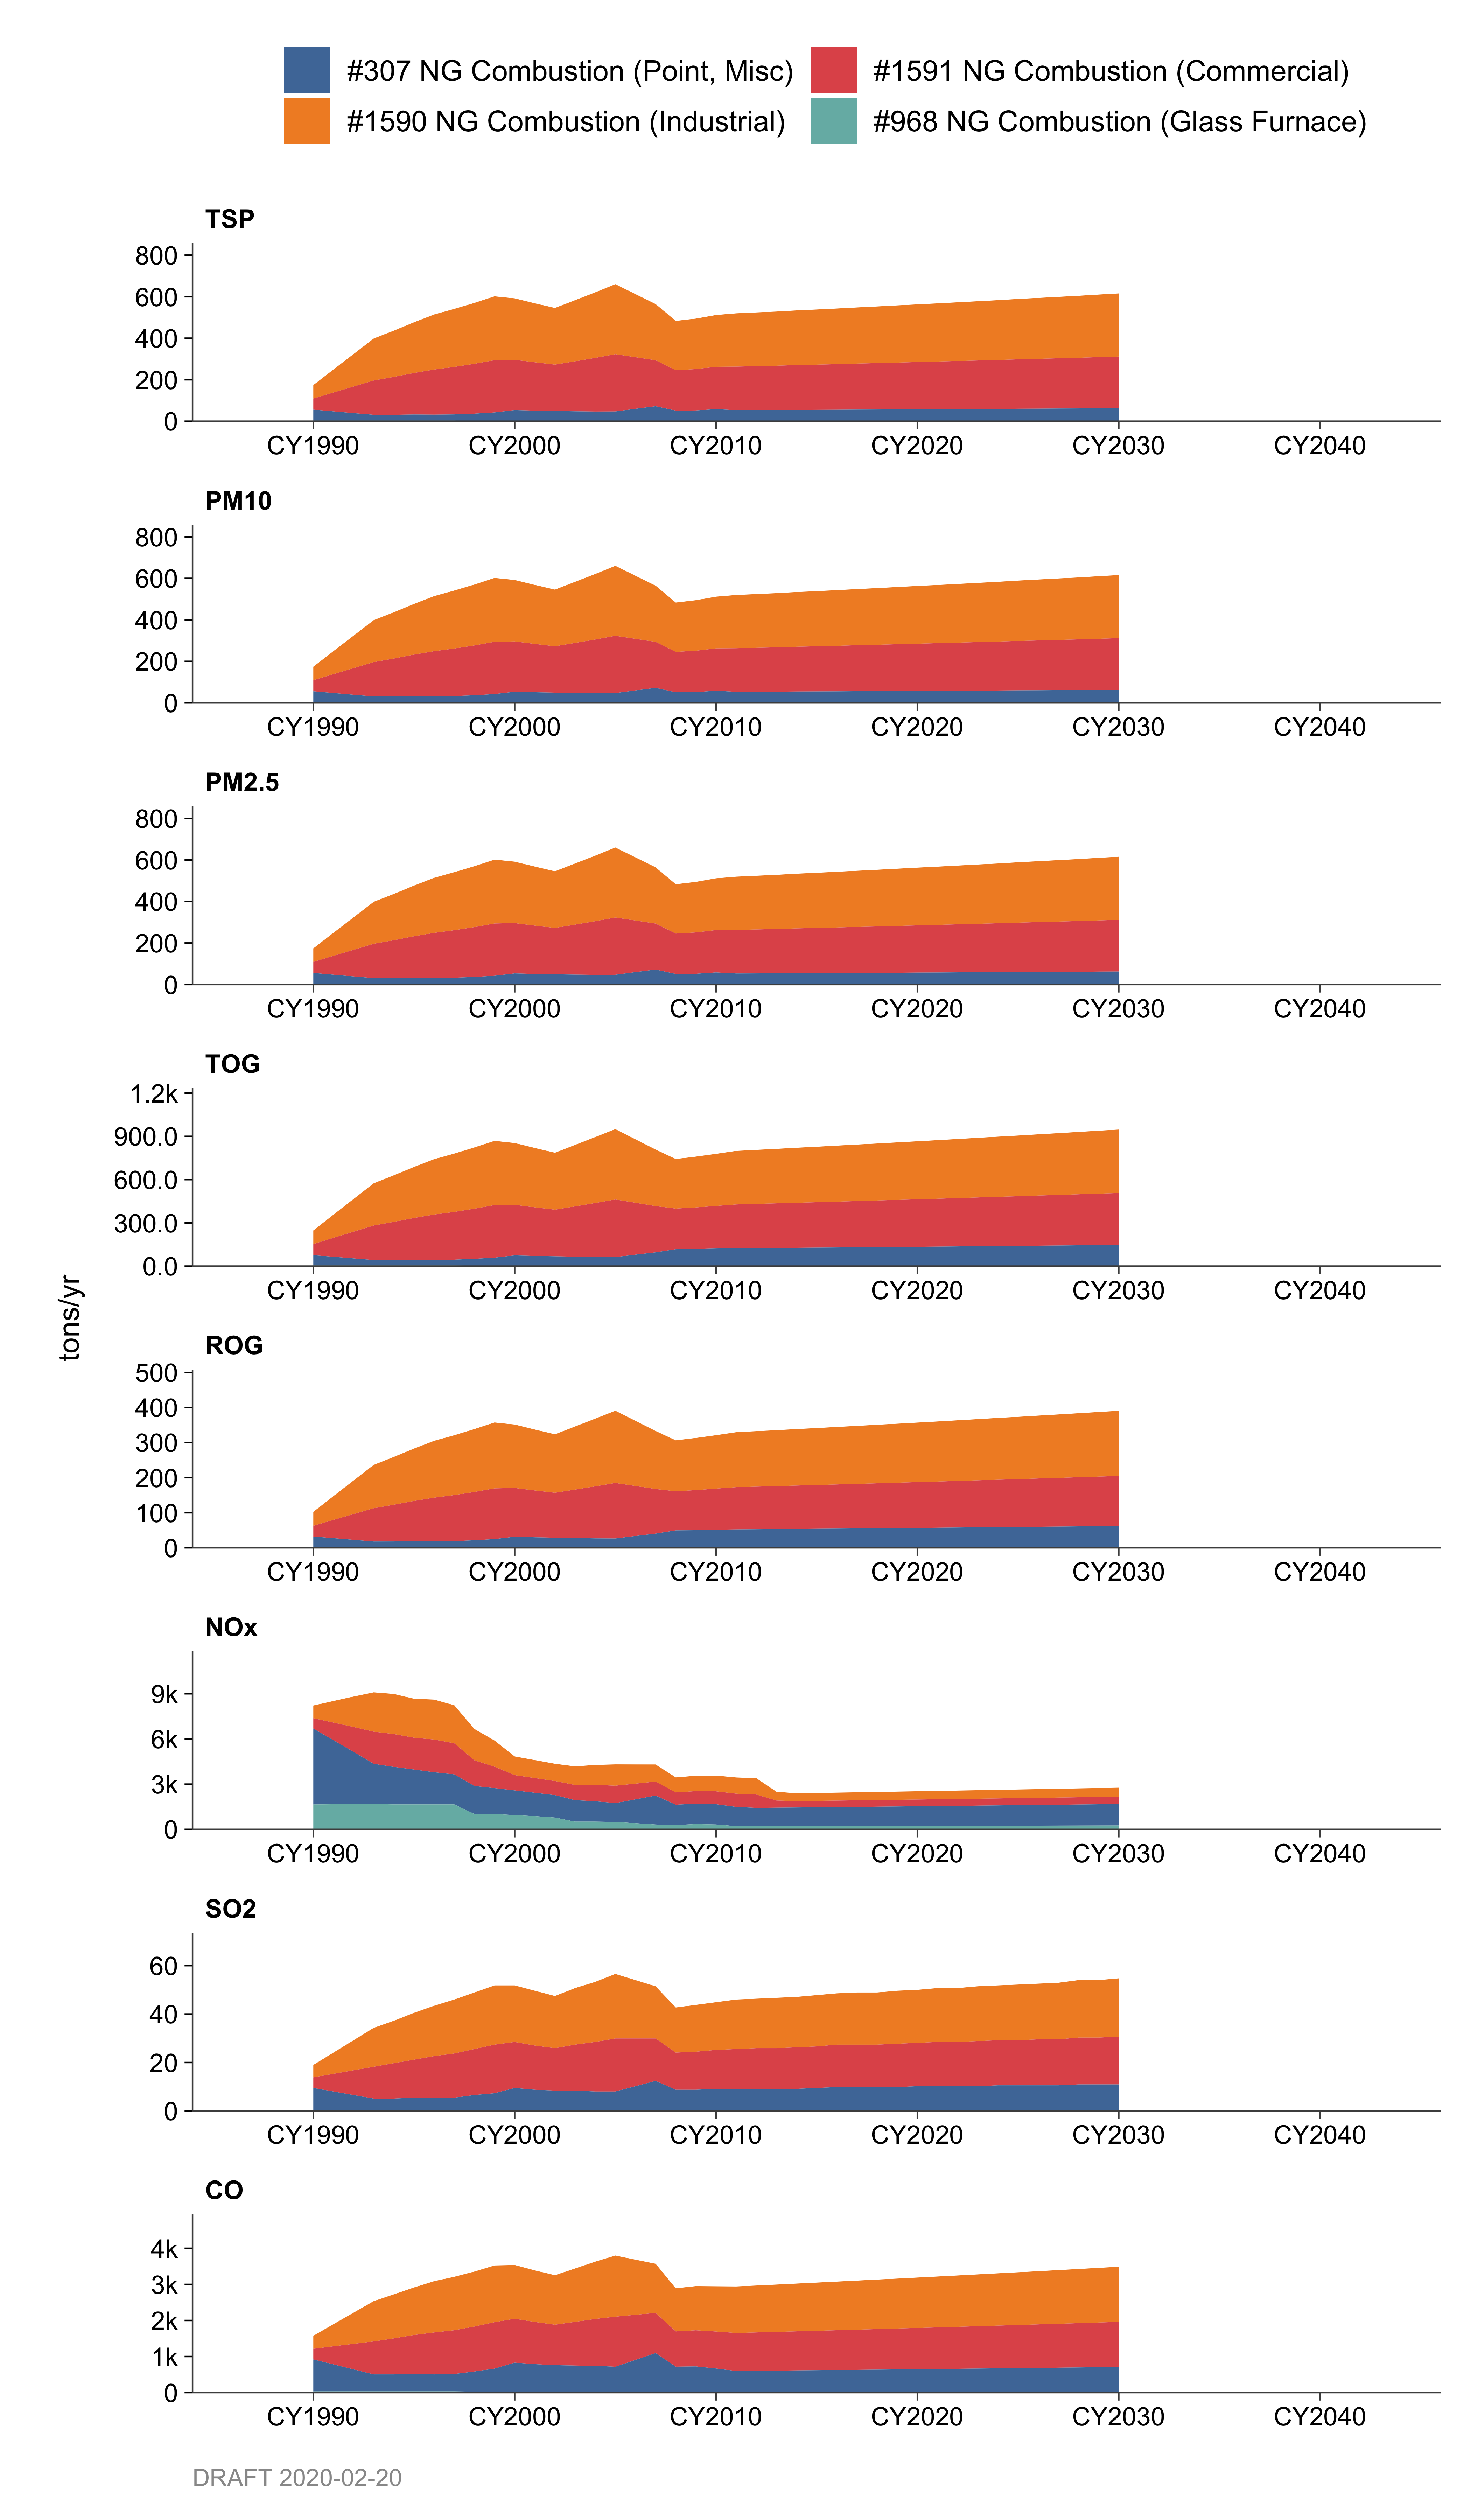 #307 NG Combustion (Point, Misc) #1591 NG Combustion (Commercial)
#1590 NG Combustion (Industrial) #968 NG Combustion (Glass Furnace)
tons/yr
TSP
800
600
400
200
0
CY1990 CY2000 CY2010 CY2020 CY2030 CY2040
PM10
800
600
400
200
0
CY1990 CY2000 CY2010 CY2020 CY2030 CY2040
PM2.5
800
600
400
200
0
CY1990 CY2000 CY2010 CY2020 CY2030 CY2040
TOG
1.2k
900.0
600.0
300.0
0.0
CY1990 CY2000 CY2010 CY2020 CY2030 CY2040
ROG
500
400
300
200
100
0
CY1990 CY2000 CY2010 CY2020 CY2030 CY2040
NOx
9k
6k
3k
0
CY1990 CY2000 CY2010 CY2020 CY2030 CY2040
SO2
60
40
20
0
CY1990 CY2000 CY2010 CY2020 CY2030 CY2040
CO
4k
3k
2k
1k
0
CY1990 CY2000 CY2010 CY2020 CY2030 CY2040
DRAFT 2020-02-20